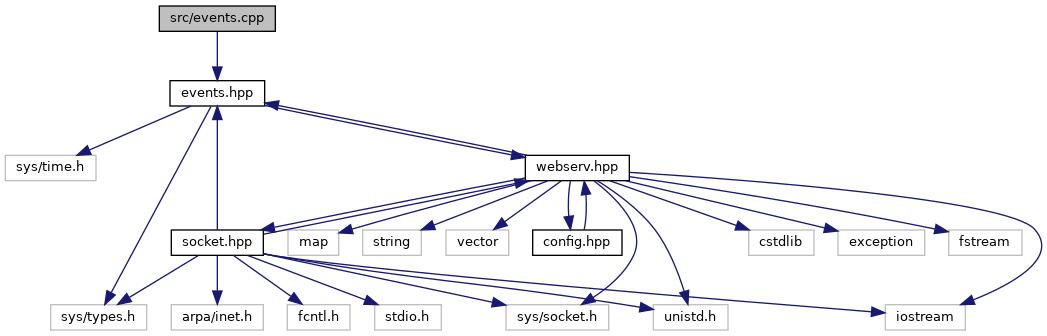 src/events.cpp
events.hpp
sys/time.h
webserv.hpp
socket.hpp
map
string
vector
config.hpp
cstdlib
exception
fstream
sys/types.h
arpa/inet.h
fcntl.h
stdio.h
sys/socket.h
unistd.h
iostream